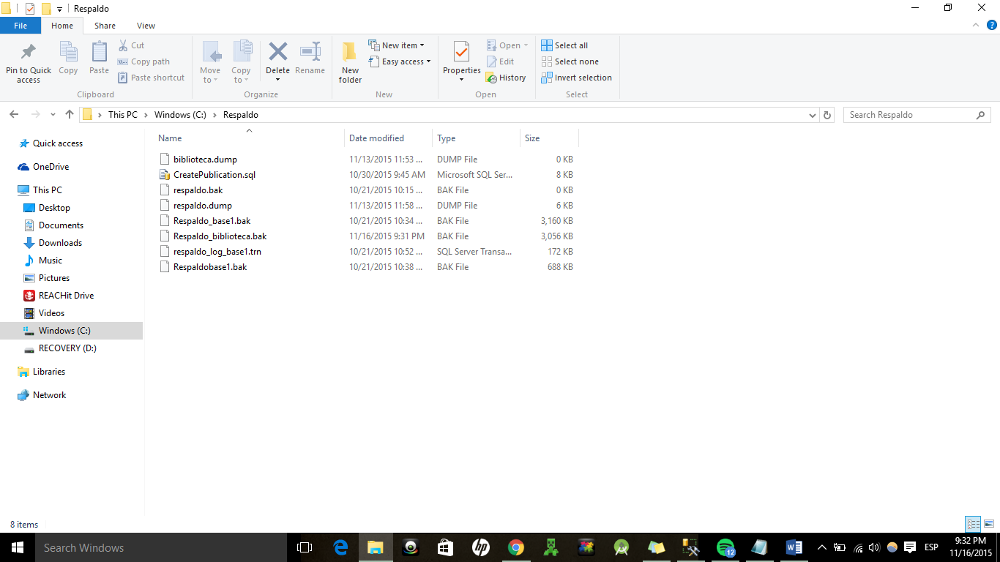 Respaldo
File Home Share View
Pin to Quick access
Copy
Paste
Cut
Copy path
Paste shortcut
Clipboard
Move to
Copy to
Delete
Rename
Organize
New folder
New item
Easy access
New
Properties
Open
Edit
History
Open
Select all
Select none
Invert selection
Select
This PC > Windows (C:) > Respaldo
Search Respaldo
Name Date modified Type Size
biblioteca.dump 11/13/2015 11:53 ... DUMP File 0 KB
CreatePublication.sql 10/30/2015 9:45 AM Microsoft SQL Ser... 8 KB
respaldo.bak 10/21/2015 10:15 ... BAK File 0 KB
respaldo.dump 11/13/2015 11:58 ... DUMP File 6 KB
Respaldo_base1.bak 10/21/2015 10:34 ... BAK File 3,160 KB
Respaldo_biblioteca.bak 11/16/2015 9:31 PM BAK File 3,056 KB
respaldo_log_base1.trn 10/21/2015 10:52 ... SQL Server Transa... 172 KB
Respaldobase1.bak 10/21/2015 10:38 ... BAK File 688 KB
Quick access
OneDrive
This PC
Desktop
Documents
Downloads
Music
Pictures
REACHit Drive
Videos
Windows (C:)
RECOVERY (D:)
Libraries
Network
8 items
Search Windows
hp
12
ESP
9:32 PM
11/16/2015